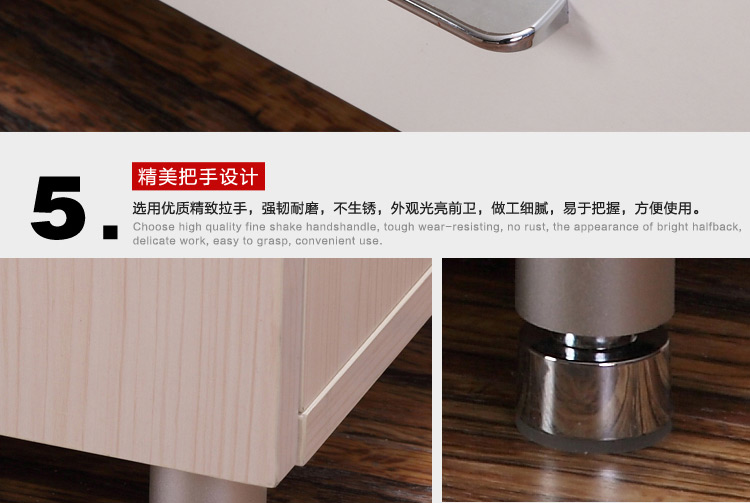 5.
精美把手设计
选用优质精致拉手，强韧耐磨，不生锈，外观光亮前卫，做工细腻，易于把握，方便使用。
Choose high quality fine shake handshandle, tough wear-resisting, no rust, the appearance of bright halfback,
delicate work, easy to grasp, convenient use.